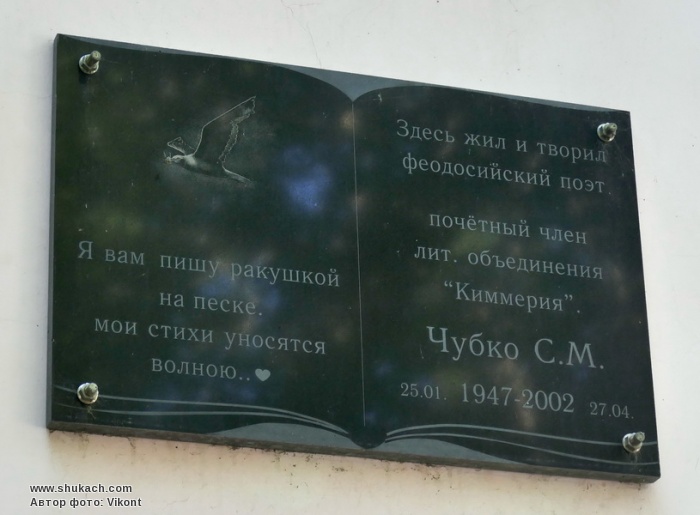 Я вам пишу ракушкой
на песке.
мои стихи уносятся
волною..
Здесь жил и творил
феодосийский поэт.
почётный член
лит. объединения
“Киммерия”.
Чубко С.М.
25.01. 1947-2002 27.04.
www.shukach.com
Автор фото: Vikont